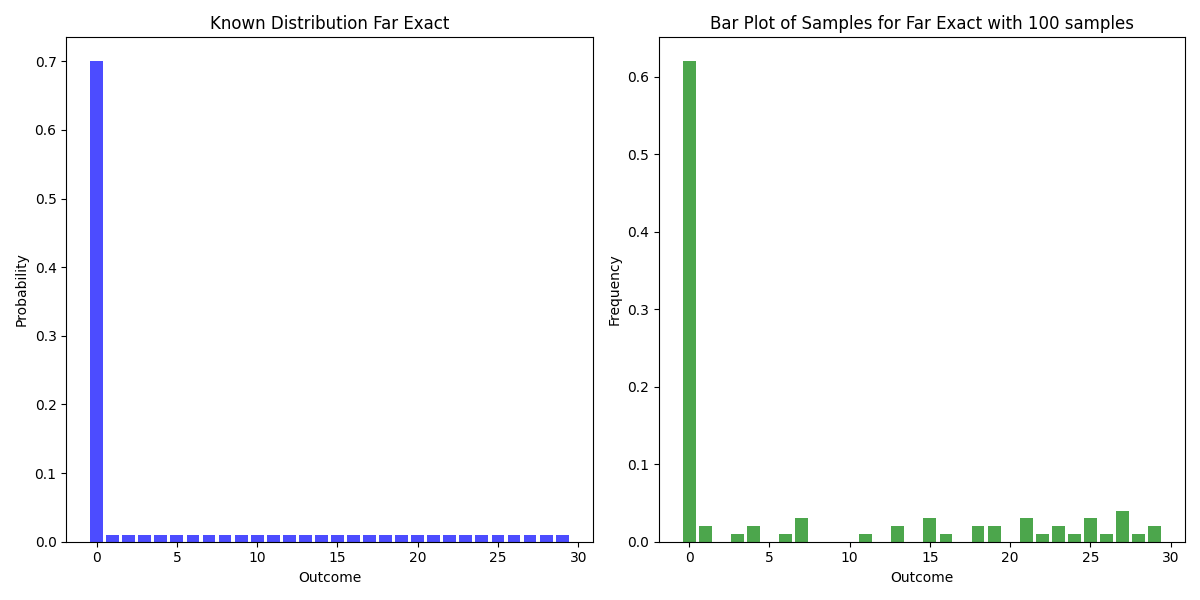 Known Distribution Far Exact
Probability
0.7
0.6
0.5
0.4
0.3
0.2
0.1
0.0
0 5 10 15 20 25 30
Outcome
Bar Plot of Samples for Far Exact with 100 samples
Frequency
0.6
0.5
0.4
0.3
0.2
0.1
0.0
0 5 10 15 20 25 30
Outcome